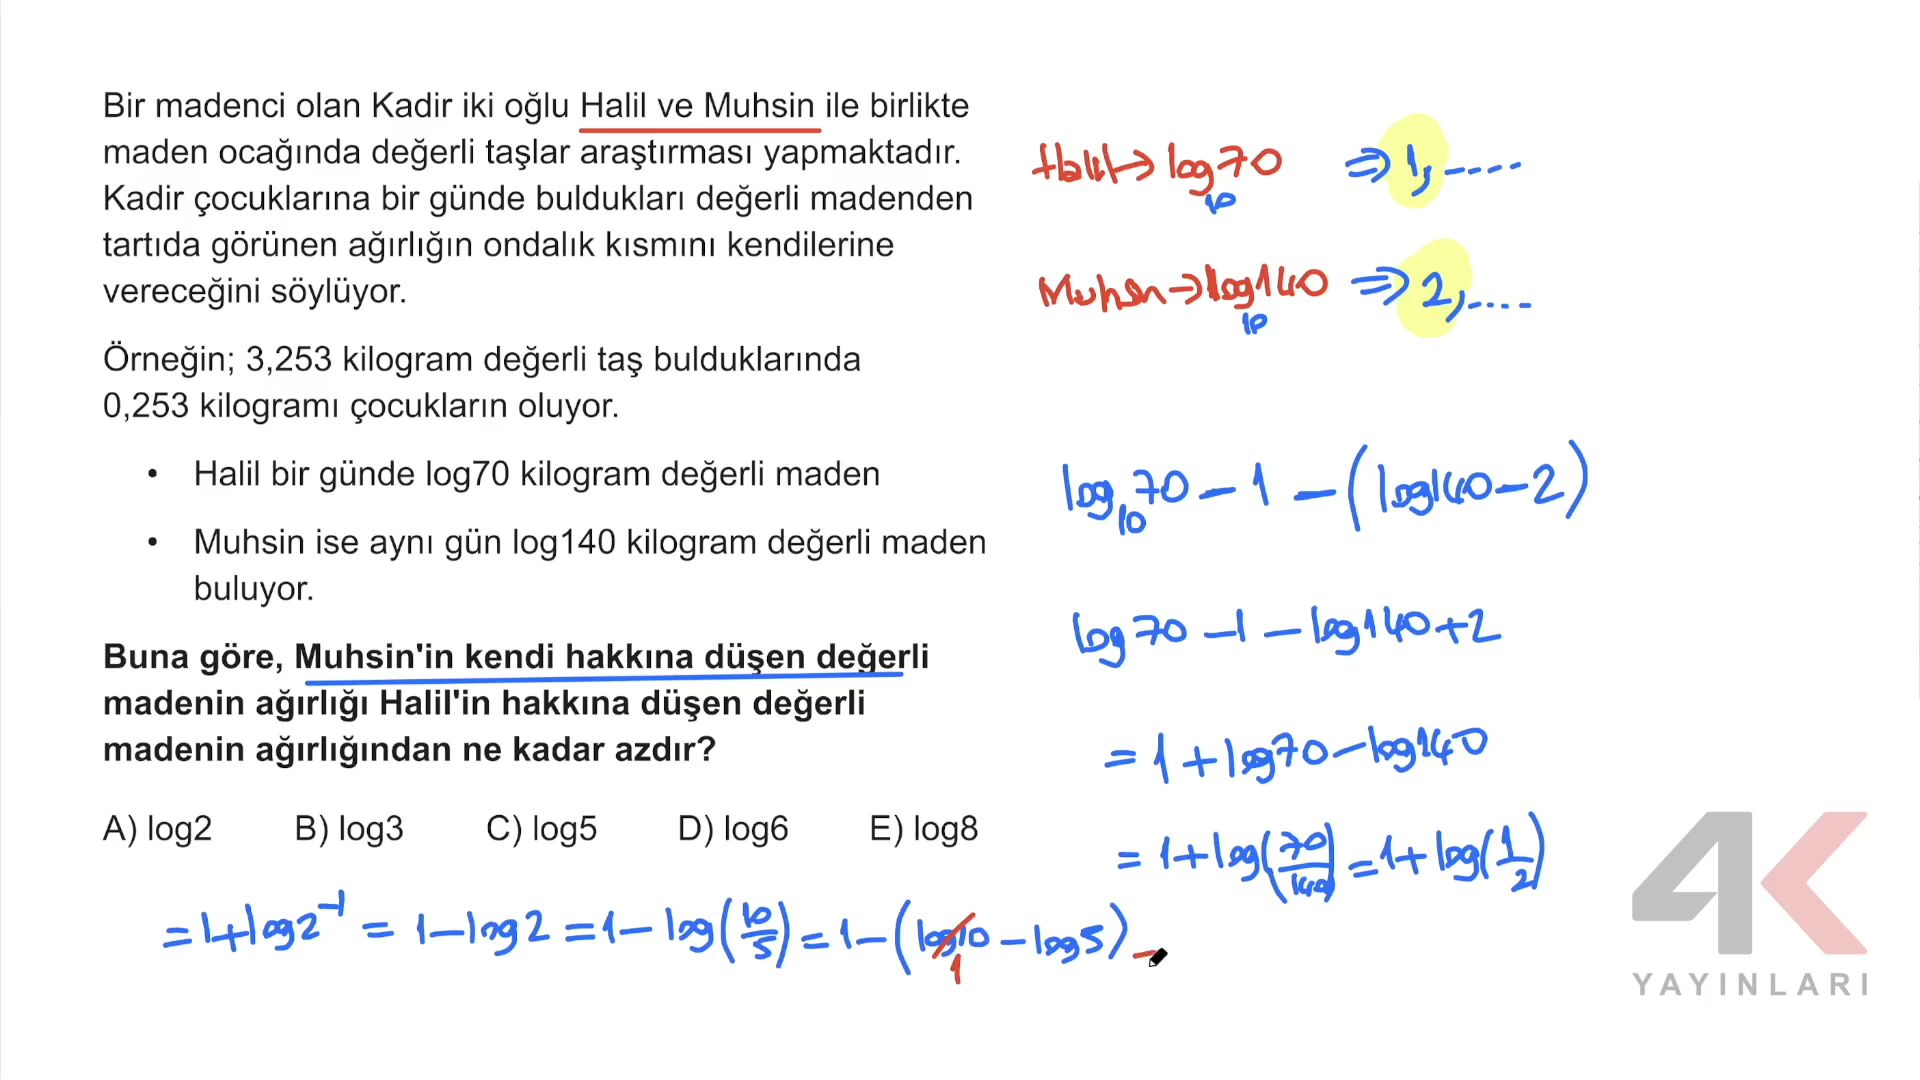 Bir madenci olan Kadir iki oğlu Halil ve Muhsin ile birlikte
maden ocağında değerli taşlar araştırması yapmaktadır.
Kadir çocuklarına bir günde buldukları değerli madenden
tartıda görünen ağırlığın ondalık kısmını kendilerine
vereceğini söylüyor.
Örneğin; 3,253 kilogram değerli taş bulduklarında
0,253 kilogramı çocukların oluyor.
• Halil bir günde log70 kilogram değerli maden
• Muhsin ise aynı gün log140 kilogram değerli maden
buluyor.
Buna göre, Muhsin'in kendi hakkına düşen değerli
madenin ağırlığı Halil'in hakkına düşen değerli
madenin ağırlığından ne kadar azdır?
A) log2 B) log3 C) log5 D) log6 E) log8
Halil → log₁₀70 ⇒ 1,....
Muhsin → log₁₀140 ⇒ 2,....
log₁₀70 − 1 − (log140 − 2)
log70 − 1 − log140 + 2
= 1 + log70 − log140
= 1 + log(70/140) = 1 + log(1/2)
= 1 + log2⁻¹ = 1 − log2 = 1 − log(10/5) = 1 − (log10 − log5)
1
4K
YAYINLARI